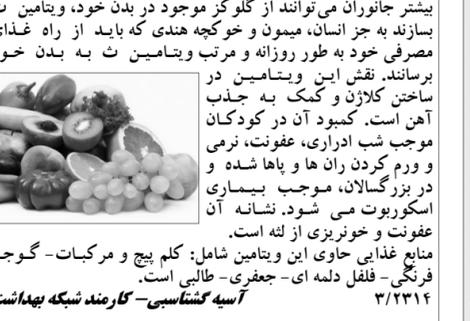 بیشتر جانوران می توانند از گلوکز موجود در بدن خود، ویتامین
بسازند به جز انسان، میمون و خوکچه هندی که باید از راه غذای
مصرفی خود به طور روزانه و مرتب ویتامین ث به بدن خو
برسانند. نقش این ویتامین در
ساختن کلاژن و کمک به جذب
آهن است. کمبود آن در کودکان
موجب شب ادراری، عفونت، نرمی
و ورم کردن ران ها و پاها شده و
در بزرگسالان، موجب بیماری
اسکوربوت می شود. نشانه آن
عفونت و خونریزی از لثه است.
منابع غذایی حاوی این ویتامین شامل: کلم پیچ و مرکبات- گوجه
فرنگی- فلفل دلمه ای- جعفری- طالبی است.
۳/۲۳۱۴ آسیه گشتاسبی- کارمند شبکه بهداشت